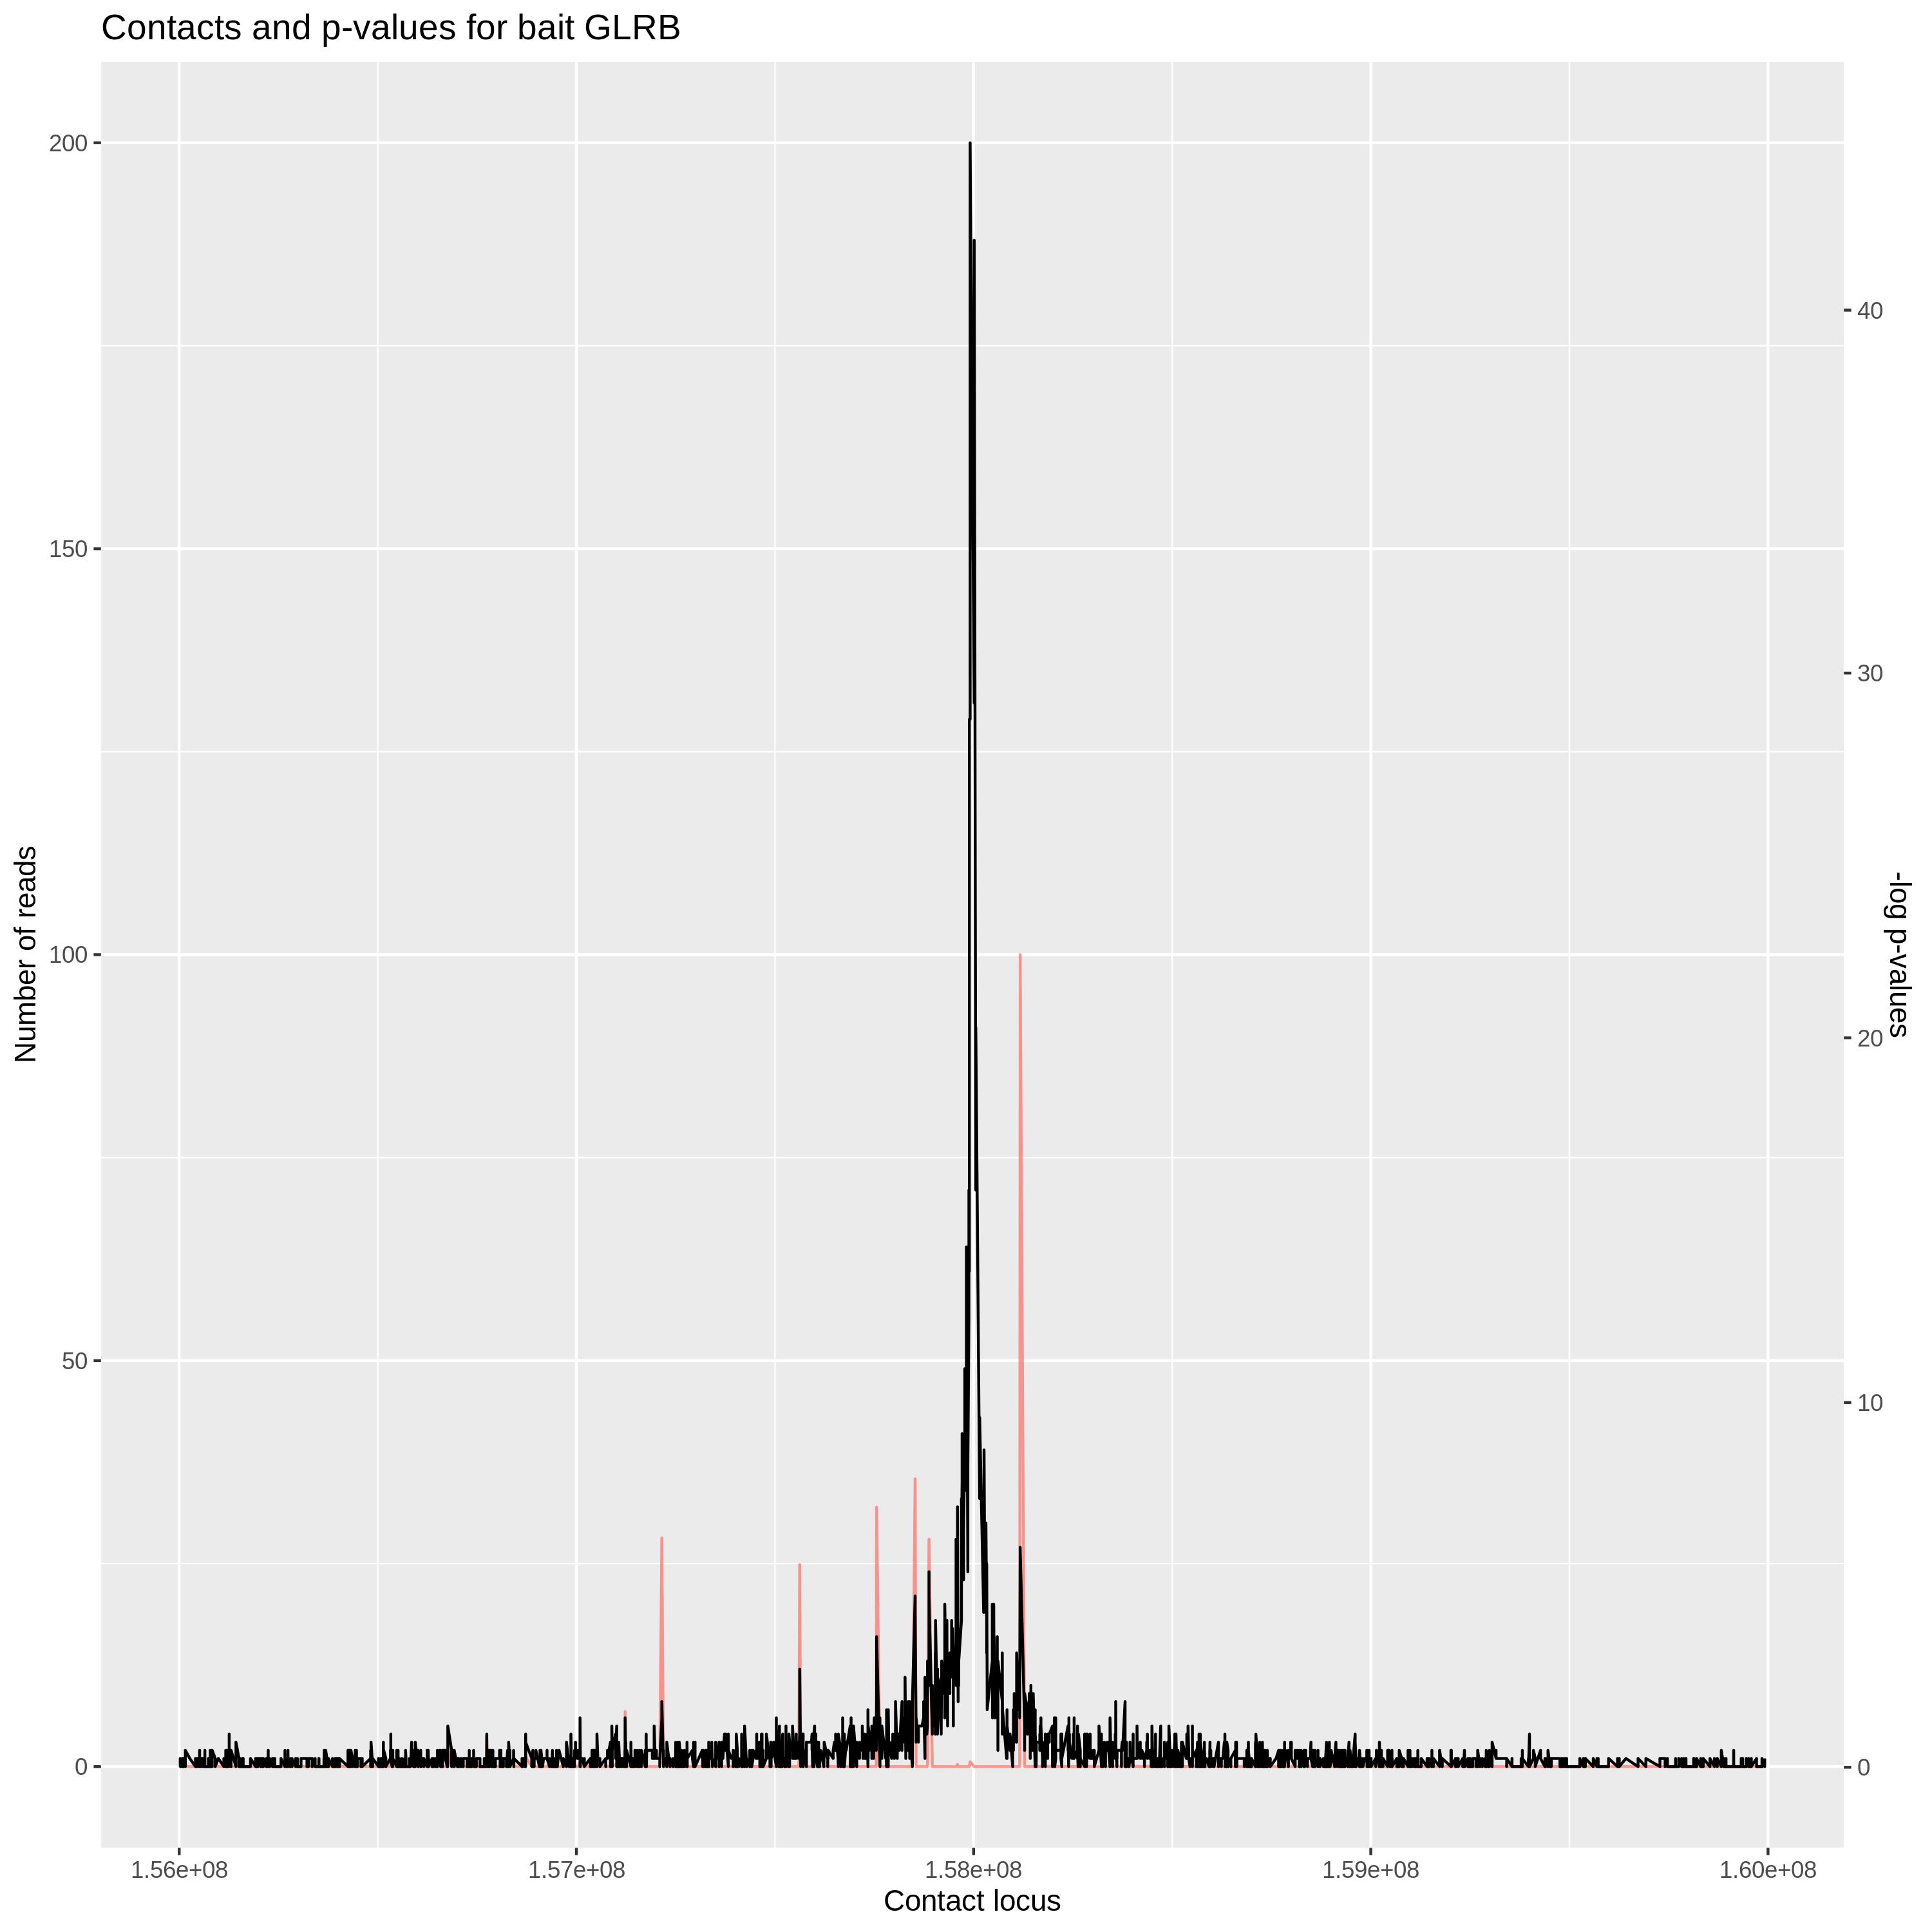 Contacts and p-values for bait GLRB
200
150
100
50
0
Number of reads
40
30
20
10
0
-log p-values
1.56e+08
1.57e+08
1.58e+08
1.59e+08
1.60e+08
Contact locus